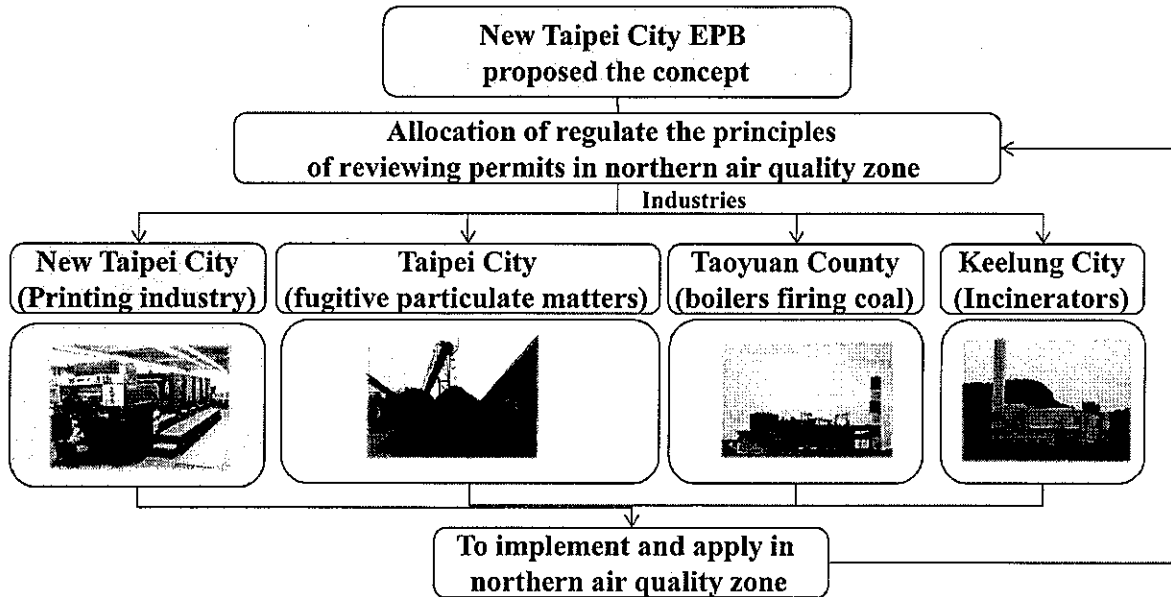 New Taipei City EPB
proposed the concept
Allocation of regulate the principles
of reviewing permits in northern air quality zone
Industries
New Taipei City
(Printing industry)
Taipei City
(fugitive particulate matters)
Taoyuan County
(boilers firing coal)
Keelung City
(Incinerators)
To implement and apply in
northern air quality zone